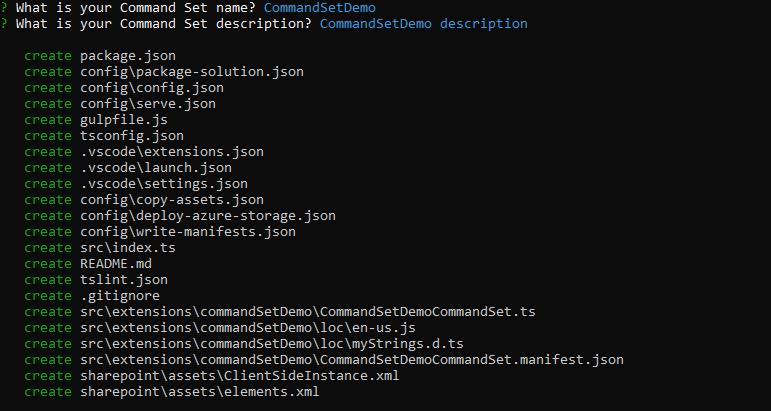 ? What is your Command Set name? CommandSetDemo
? What is your Command Set description? CommandSetDemo description
create package.json
create config\package-solution.json
create config\config.json
create config\serve.json
create gulpfile.js
create tsconfig.json
create .vscode\extensions.json
create .vscode\launch.json
create .vscode\settings.json
create config\copy-assets.json
create config\deploy-azure-storage.json
create config\write-manifests.json
create src\index.ts
create README.md
create tslint.json
create .gitignore
create src\extensions\commandSetDemo\CommandSetDemoCommandSet.ts
create src\extensions\commandSetDemo\loc\en-us.js
create src\extensions\commandSetDemo\loc\myStrings.d.ts
create src\extensions\commandSetDemo\CommandSetDemoCommandSet.manifest.json
create sharepoint\assets\ClientSideInstance.xml
create sharepoint\assets\elements.xml